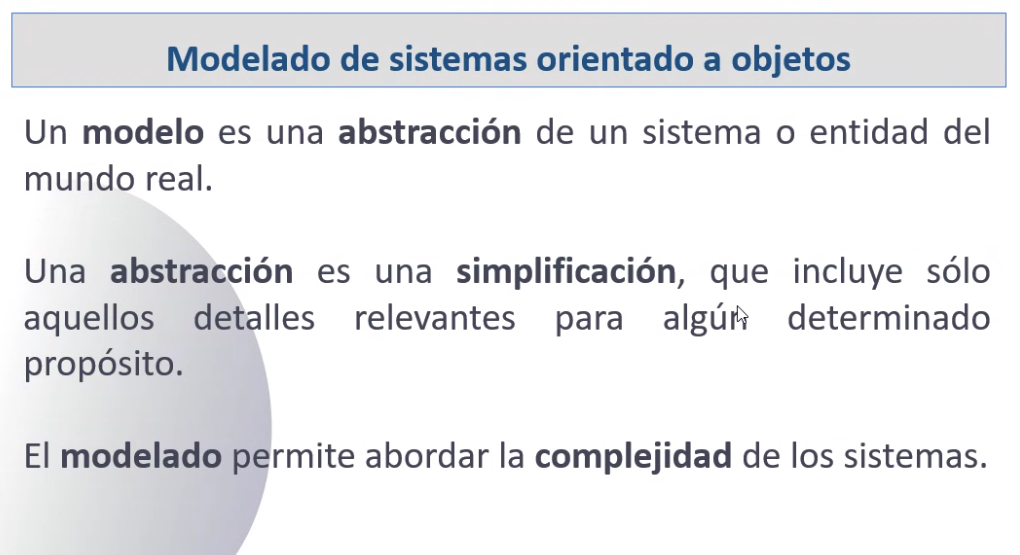 Modelado de sistemas orientado a objetos
Un modelo es una abstracción de un sistema o entidad del
mundo real.
Una abstracción es una simplificación, que incluye sólo
aquellos detalles relevantes para algún determinado
propósito.
El modelado permite abordar la complejidad de los sistemas.